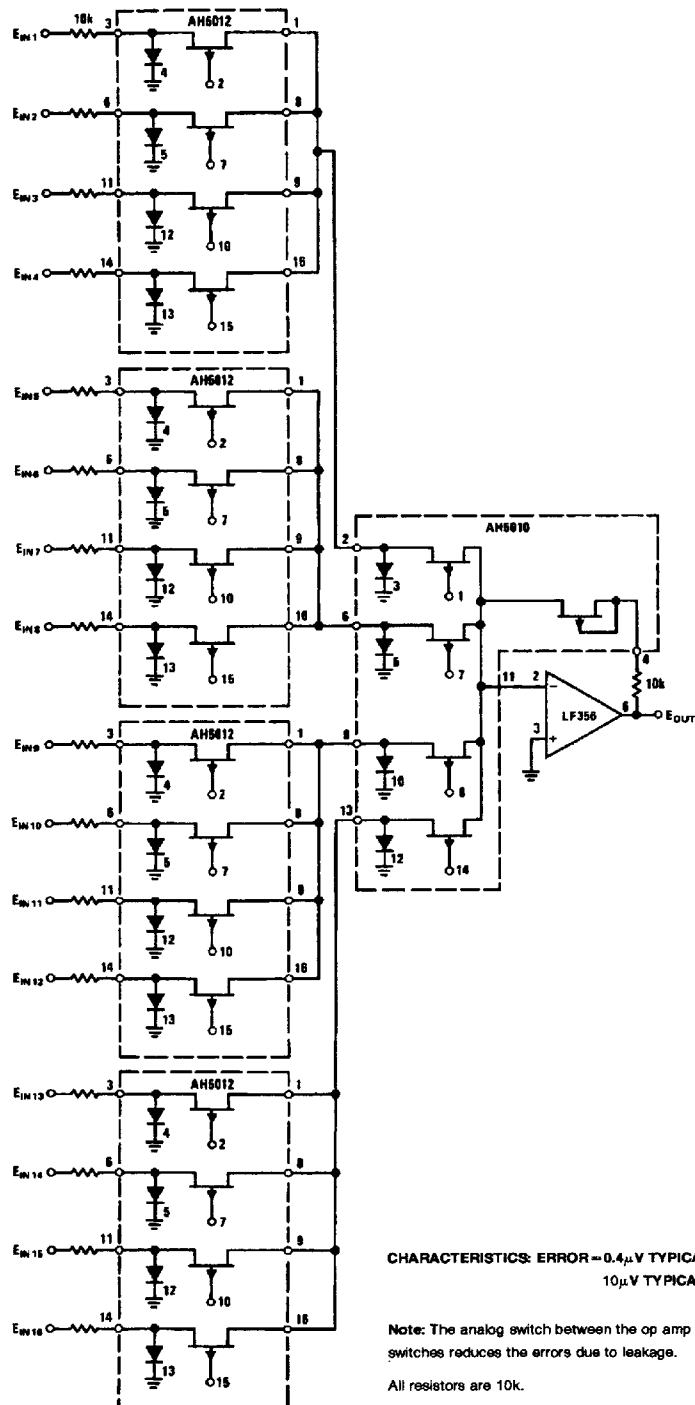 10k 3 AH5012 1
EIN1
4
2
6 8
EIN2
5
7
11 9
EIN3
12
10
14 16
EIN4
13
15
3 AH5012 1
EIN5
4
2
6 8
EIN6
5
7
11 9
EIN7
12
10
14 16
EIN8
13
15
3 AH5012 1
EIN9
4
2
6 8
EIN10
5
7
11 9
EIN11
12
10
14 16
EIN12
13
15
3 AH5012 1
EIN13
4
2
6 8
EIN14
5
7
11 9
EIN15
12
10
14 16
EIN16
13
15
AH5010
2
3
1
6
5
7
4
11 2
10k
LF356
6
EOUT
3
9
10
8
13
12
14
CHARACTERISTICS: ERROR = 0.4µV TYPICA
10µV TYPICA
Note: The analog switch between the op amp
switches reduces the errors due to leakage.
All resistors are 10k.